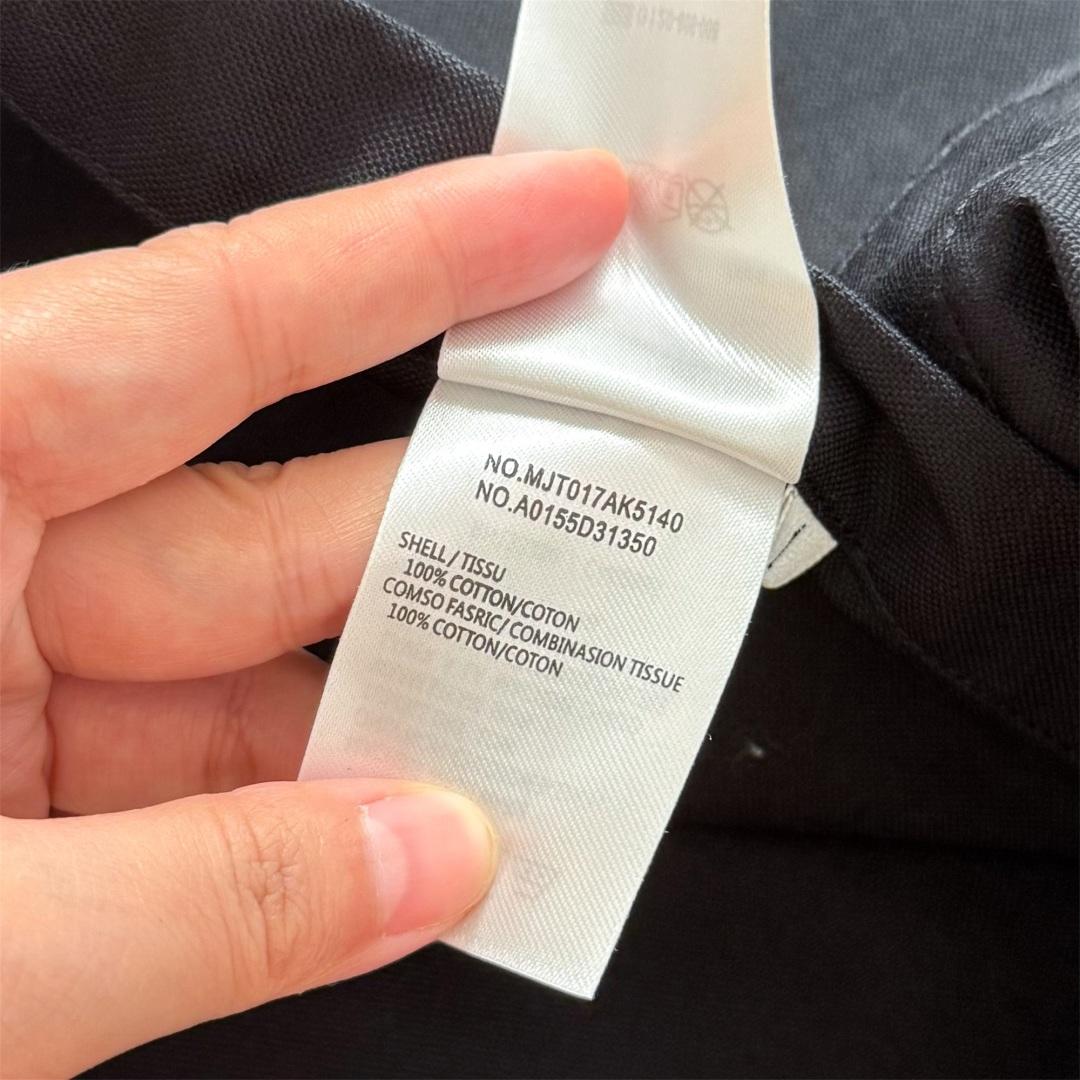 NO.MJT017AK5140
NO.A0155D31350
SHELL/TISSU
100% COTTON/COTON
COMSO FASRIC/COMBINASION TISSUE
100% COTTON/COTON